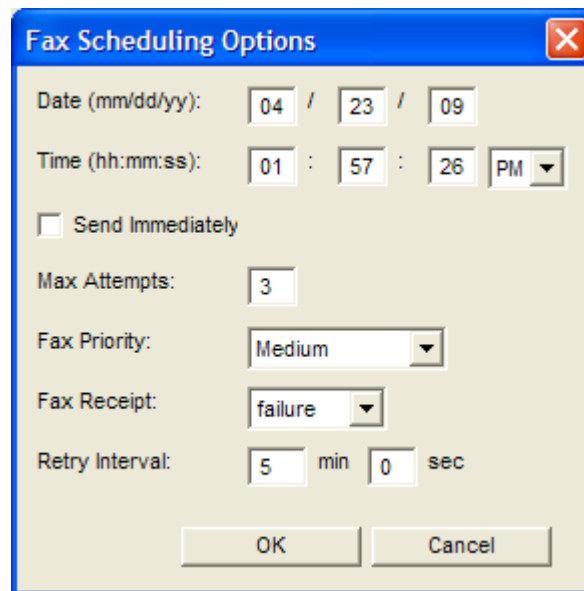 Fax Scheduling Options
Date (mm/dd/yy): 04 / 23 / 09
Time (hh:mm:ss): 01 : 57 : 26 PM
Send Immediately
Max Attempts: 3
Fax Priority: Medium
Fax Receipt: failure
Retry Interval: 5 min 0 sec
OK Cancel